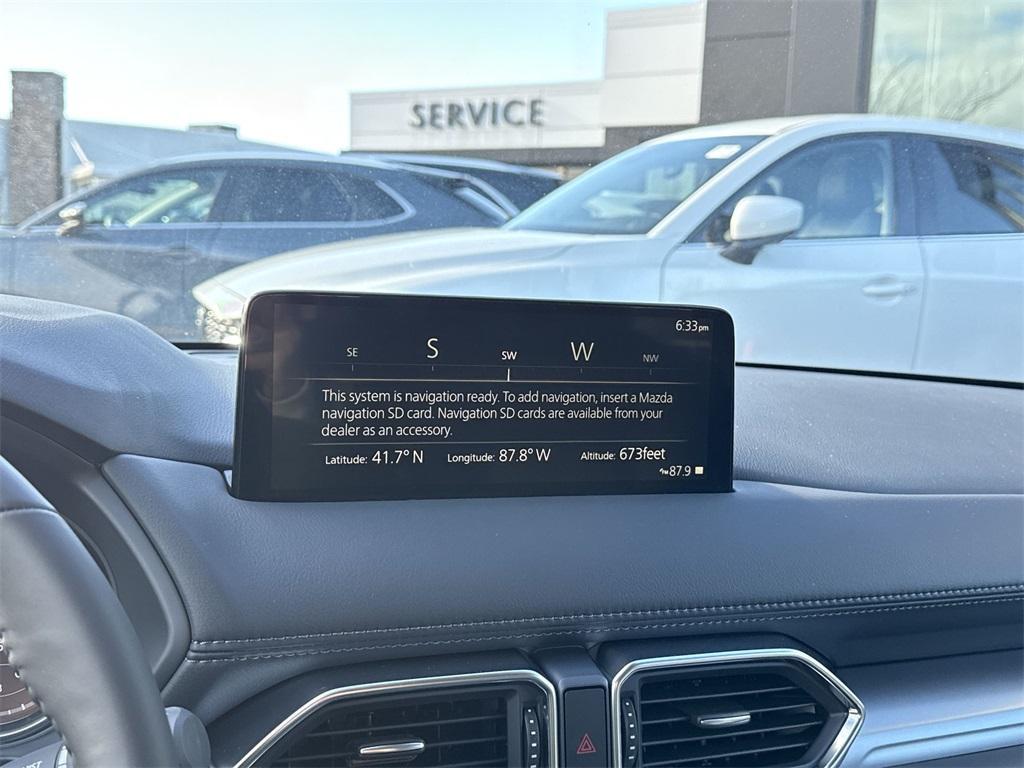 SERVICE
6:33pm
SE S SW W NW
This system is navigation ready. To add navigation, insert a Mazda
navigation SD card. Navigation SD cards are available from your
dealer as an accessory.
Latitude: 41.7° N Longitude: 87.8° W Altitude: 673feet
FM 87.9